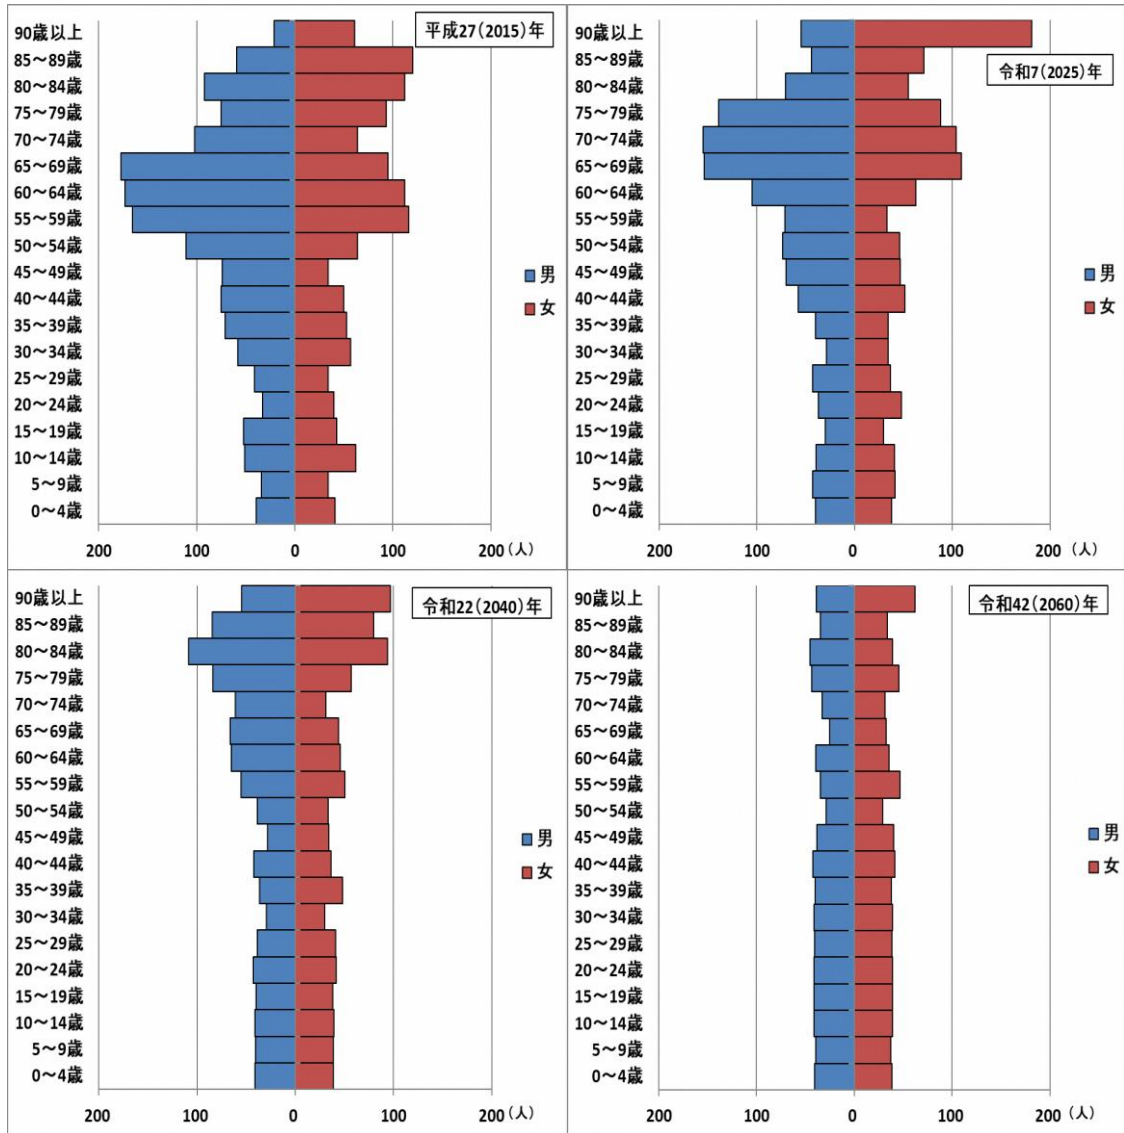 平成27(2015)年
90歳以上
85～89歳
80～84歳
75～79歳
70～74歳
65～69歳
60～64歳
55～59歳
50～54歳
45～49歳
40～44歳
35～39歳
30～34歳
25～29歳
20～24歳
15～19歳
10～14歳
5～9歳
0～4歳
男
女
200 100 0 100 200 (人)
令和7(2025)年
90歳以上
85～89歳
80～84歳
75～79歳
70～74歳
65～69歳
60～64歳
55～59歳
50～54歳
45～49歳
40～44歳
35～39歳
30～34歳
25～29歳
20～24歳
15～19歳
10～14歳
5～9歳
0～4歳
男
女
200 100 0 100 200 (人)
令和22(2040)年
90歳以上
85～89歳
80～84歳
75～79歳
70～74歳
65～69歳
60～64歳
55～59歳
50～54歳
45～49歳
40～44歳
35～39歳
30～34歳
25～29歳
20～24歳
15～19歳
10～14歳
5～9歳
0～4歳
男
女
200 100 0 100 200 (人)
令和42(2060)年
90歳以上
85～89歳
80～84歳
75～79歳
70～74歳
65～69歳
60～64歳
55～59歳
50～54歳
45～49歳
40～44歳
35～39歳
30～34歳
25～29歳
20～24歳
15～19歳
10～14歳
5～9歳
0～4歳
男
女
200 100 0 100 200 (人)